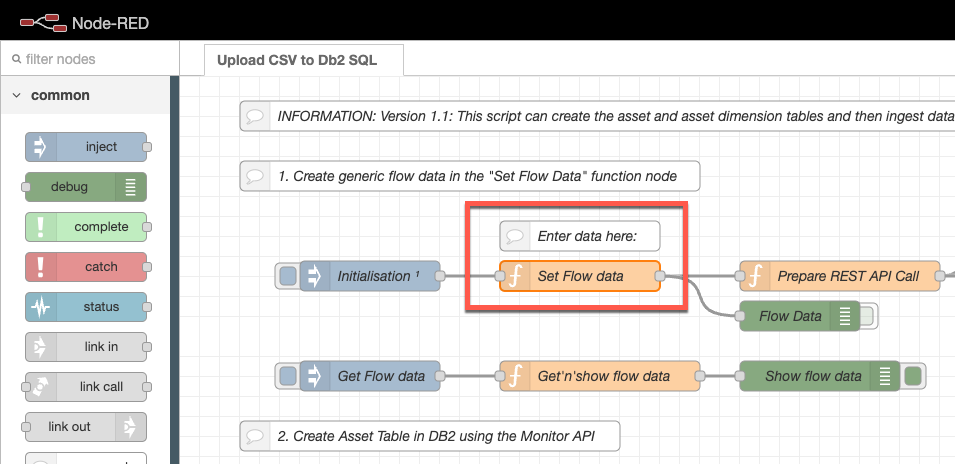 Node-RED
filter nodes
Upload CSV to Db2 SQL
common
INFORMATION: Version 1.1: This script can create the asset and asset dimension tables and then ingest data
inject
1. Create generic flow data in the "Set Flow Data" function node
debug
complete
Enter data here:
catch
Initialisation ¹
Set Flow data
Prepare REST API Call
status
Flow Data
link in
link call
Get Flow data
Get'n'show flow data
Show flow data
link out
2. Create Asset Table in DB2 using the Monitor API